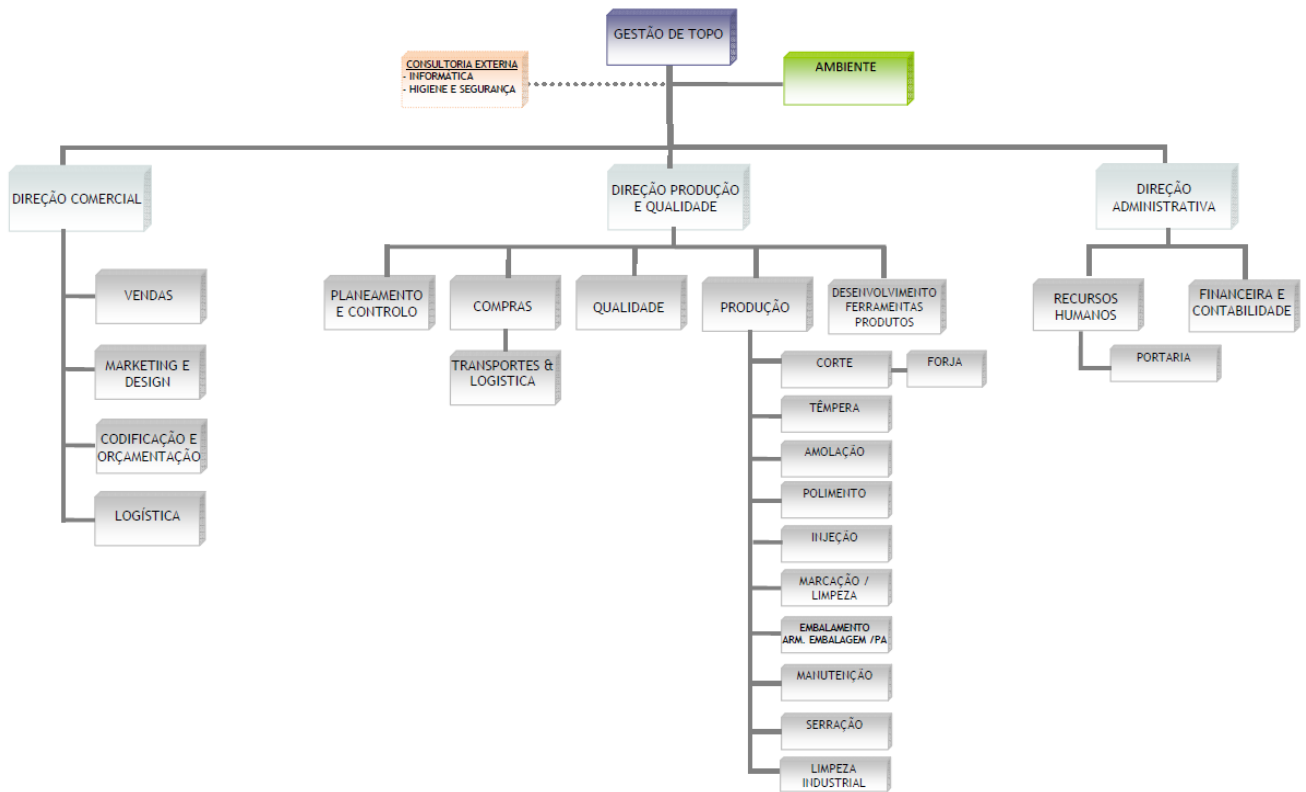 GESTÃO DE TOPO
CONSULTORIA EXTERNA
- INFORMÁTICA
- HIGIENE E SEGURANÇA
AMBIENTE
DIREÇÃO COMERCIAL
DIREÇÃO PRODUÇÃO
E QUALIDADE
DIREÇÃO
ADMINISTRATIVA
VENDAS
MARKETING E
DESIGN
CODIFICAÇÃO E
ORÇAMENTAÇÃO
LOGÍSTICA
PLANEAMENTO
E CONTROLO
COMPRAS
TRANSPORTES &
LOGISTICA
QUALIDADE
PRODUÇÃO
DESENVOLVIMENTO
FERRAMENTAS
PRODUTOS
CORTE
FORJA
TÊMPERA
AMOLAÇÃO
POLIMENTO
INJEÇÃO
MARCAÇÃO /
LIMPEZA
EMBALAMENTO
ARM. EMBALAGEM /PA
MANUTENÇÃO
SERRAÇÃO
LIMPEZA
INDUSTRIAL
RECURSOS
HUMANOS
PORTARIA
FINANCEIRA E
CONTABILIDADE